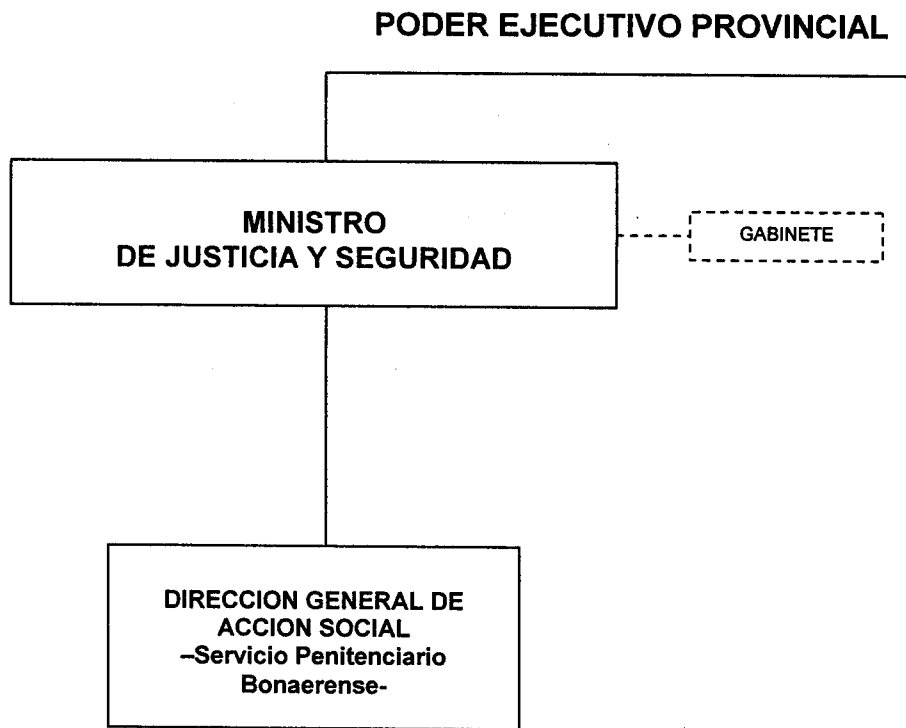 PODER EJECUTIVO PROVINCIAL
MINISTRO
DE JUSTICIA Y SEGURIDAD
GABINETE
DIRECCION GENERAL DE
ACCION SOCIAL
–Servicio Penitenciario
Bonaerense-